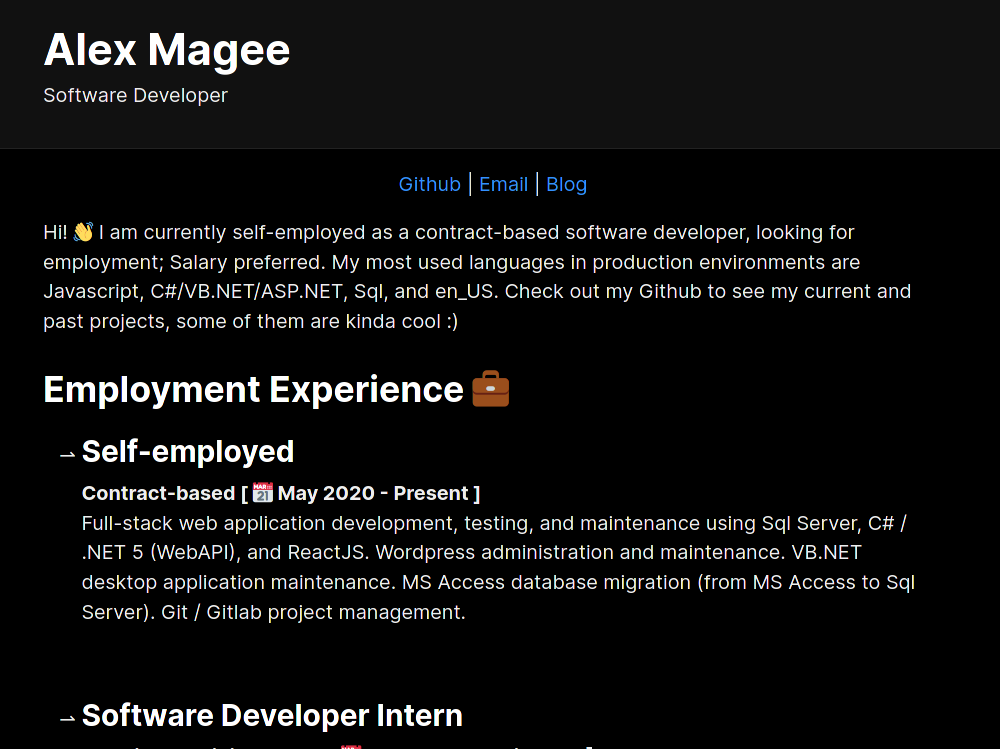 Alex Magee
Software Developer
Github | Email | Blog
Hi! 👋 I am currently self-employed as a contract-based software developer, looking for
employment; Salary preferred. My most used languages in production environments are
Javascript, C#/VB.NET/ASP.NET, Sql, and en_US. Check out my Github to see my current and
past projects, some of them are kinda cool :)
Employment Experience 💼
⇀ Self-employed
Contract-based [ 📆 May 2020 - Present ]
Full-stack web application development, testing, and maintenance using Sql Server, C# /
.NET 5 (WebAPI), and ReactJS. Wordpress administration and maintenance. VB.NET
desktop application maintenance. MS Access database migration (from MS Access to Sql
Server). Git / Gitlab project management.
⇀ Software Developer Intern